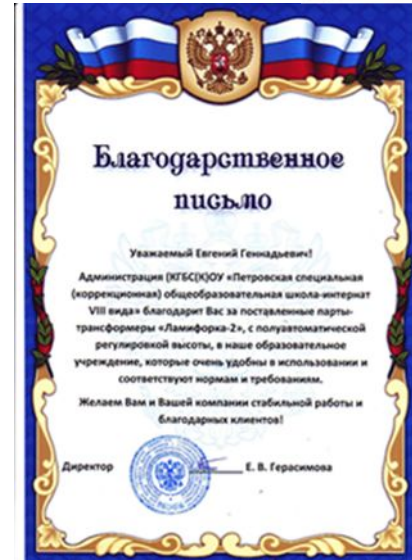 Благодарственное
письмо
Уважаемый Евгений Геннадьевич!
Администрация (КГБС(К)ОУ «Петровская специальная
(коррекционная) общеобразовательная школа-интернат
VIII вида» благодарит Вас за поставленные парты-
трансформеры «Ламифорка-2», с полуавтоматической
регулировкой высоты, в наше образовательное
учреждение, которые очень удобны в использовании и
соответствуют нормам и требованиям.
Желаем Вам и Вашей компании стабильной работы и
благодарных клиентов!
Директор Е. В. Герасимова